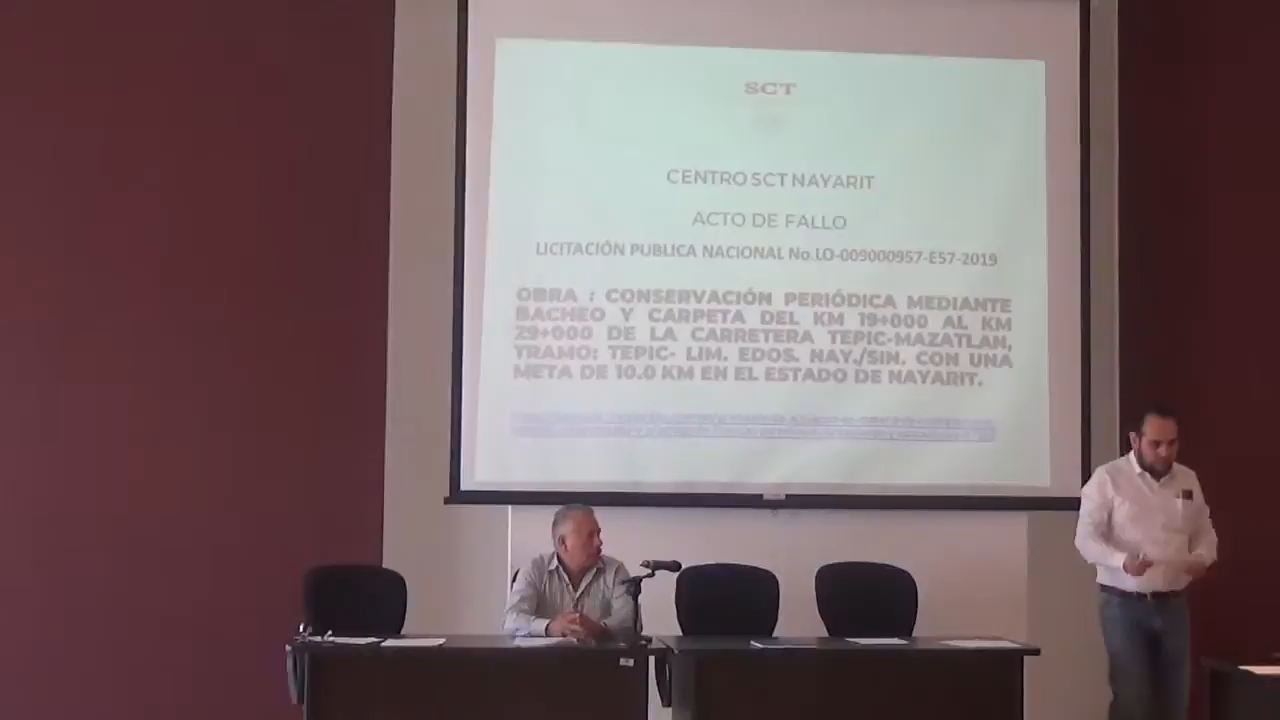 SCT
CENTRO SCT NAYARIT
ACTO DE FALLO
LICITACIÓN PUBLICA NACIONAL No.LO-009000957-E57-2019
OBRA : CONSERVACIÓN PERIÓDICA MEDIANTE
BACHEO Y CARPETA DEL KM 19+000 AL KM
29+000 DE LA CARRETERA TEPIC-MAZATLAN,
TRAMO: TEPIC- LIM. EDOS. NAY./SIN. CON UNA
META DE 10.0 KM EN EL ESTADO DE NAYARIT.